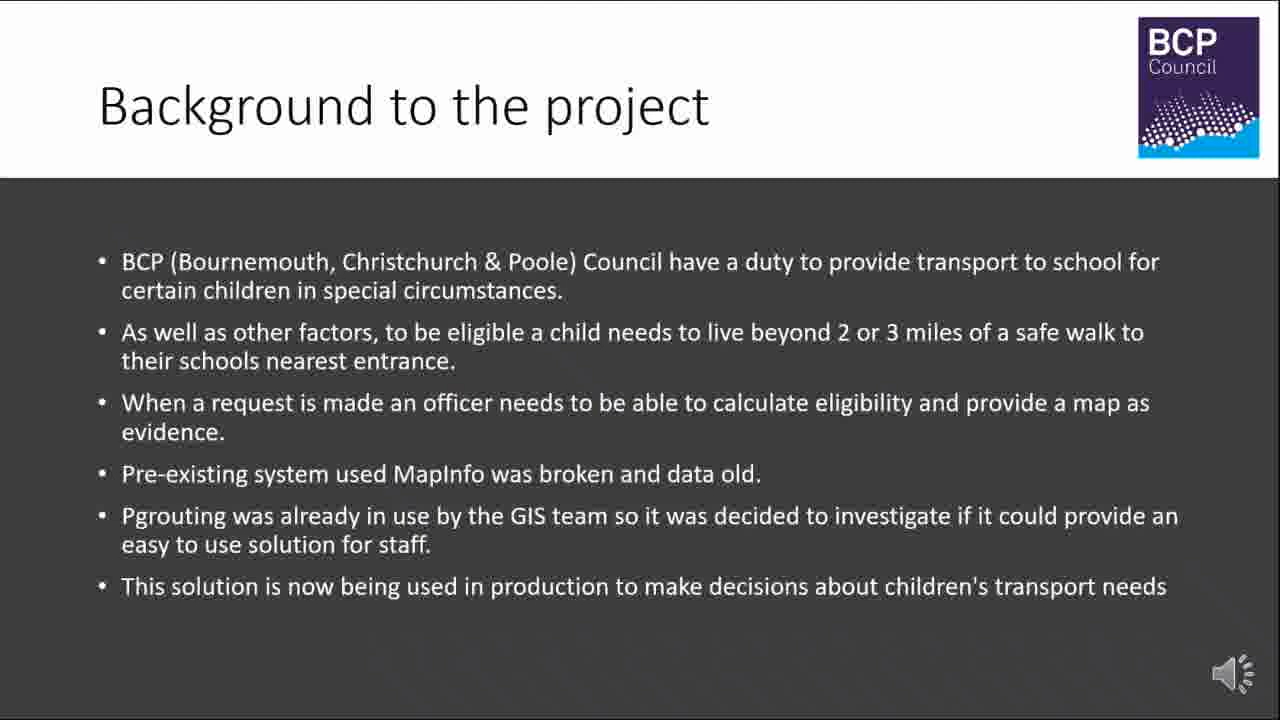 BCP
Council
Background to the project
• BCP (Bournemouth, Christchurch & Poole) Council have a duty to provide transport to school for
certain children in special circumstances.
• As well as other factors, to be eligible a child needs to live beyond 2 or 3 miles of a safe walk to
their schools nearest entrance.
• When a request is made an officer needs to be able to calculate eligibility and provide a map as
evidence.
• Pre-existing system used MapInfo was broken and data old.
• Pgrouting was already in use by the GIS team so it was decided to investigate if it could provide an
easy to use solution for staff.
• This solution is now being used in production to make decisions about children's transport needs